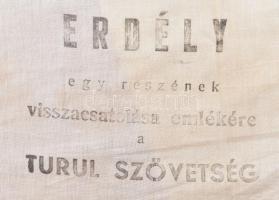 ERDÉLY
egy részének
visszacsatolása emlékére
a
TURUL SZÖVETSÉG